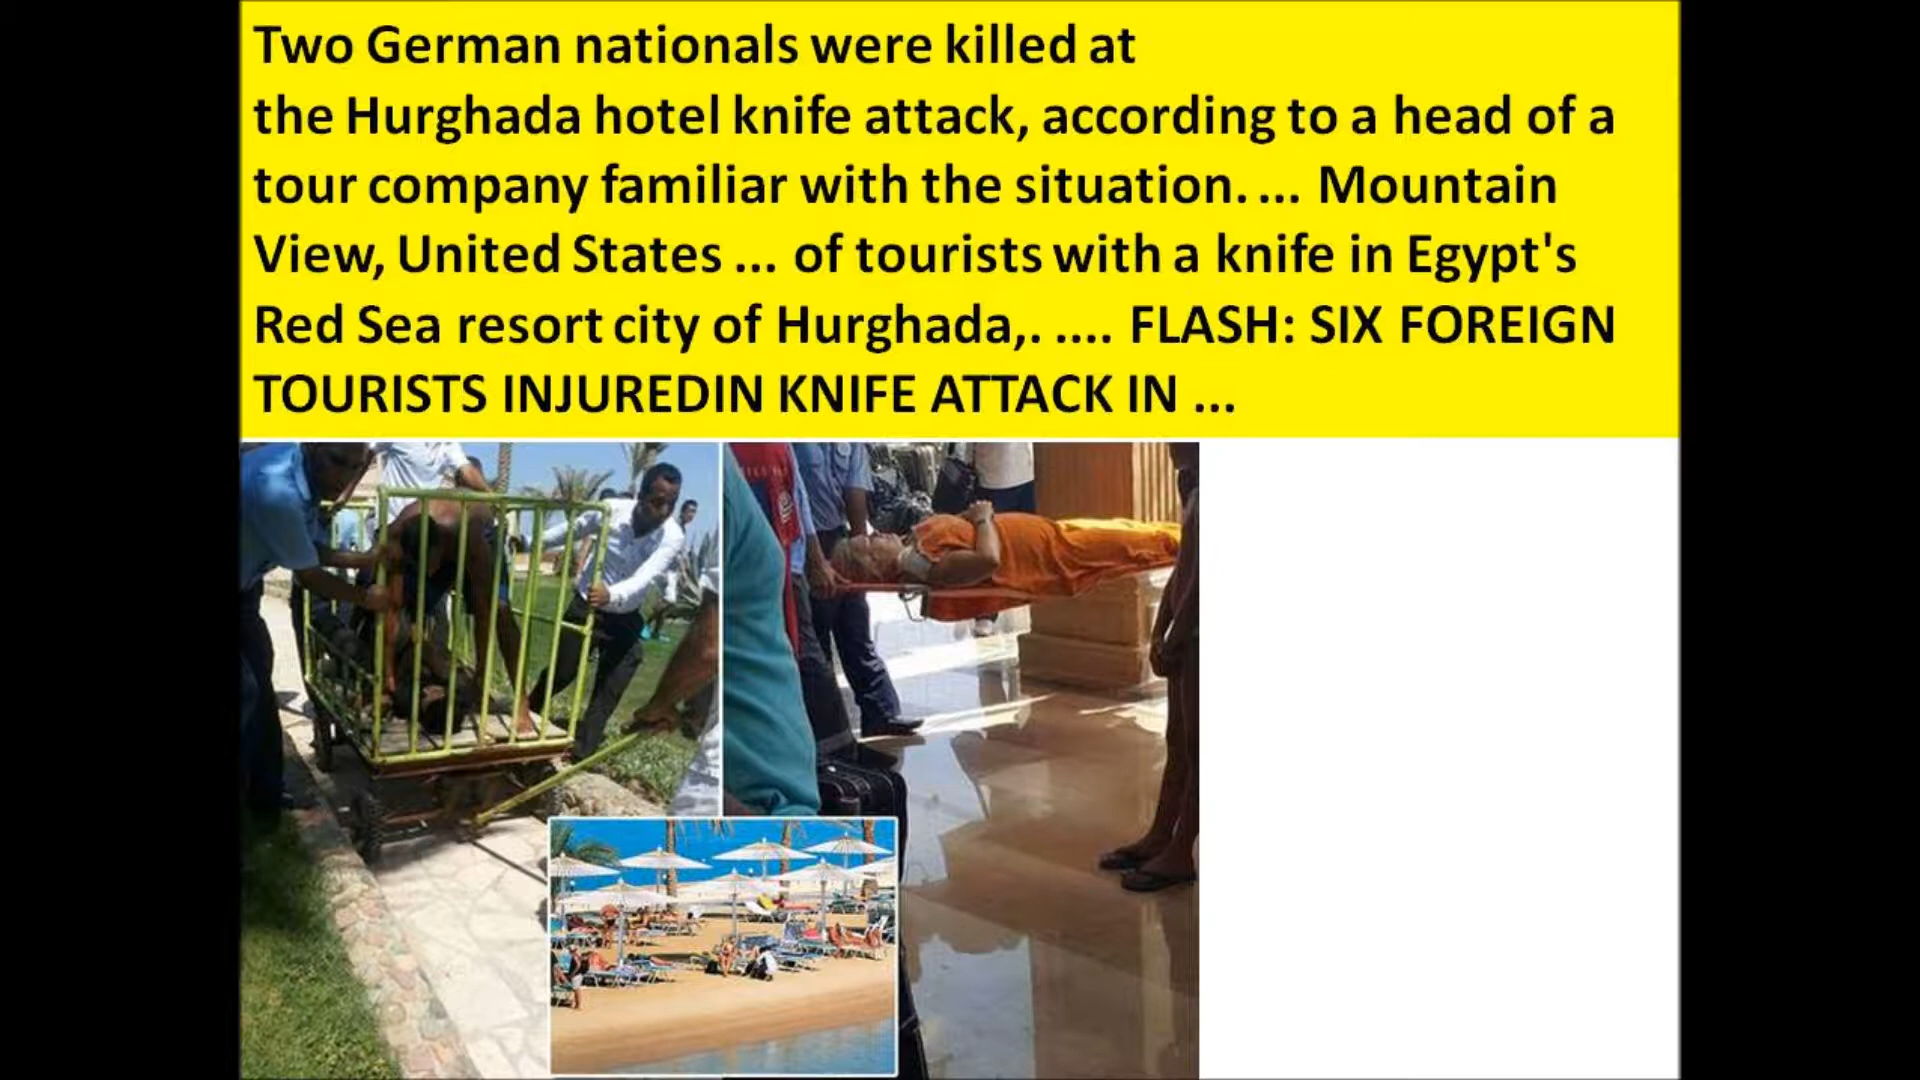 Two German nationals were killed at
the Hurghada hotel knife attack, according to a head of a
tour company familiar with the situation. ... Mountain
View, United States ... of tourists with a knife in Egypt's
Red Sea resort city of Hurghada,. .... FLASH: SIX FOREIGN
TOURISTS INJUREDIN KNIFE ATTACK IN ...